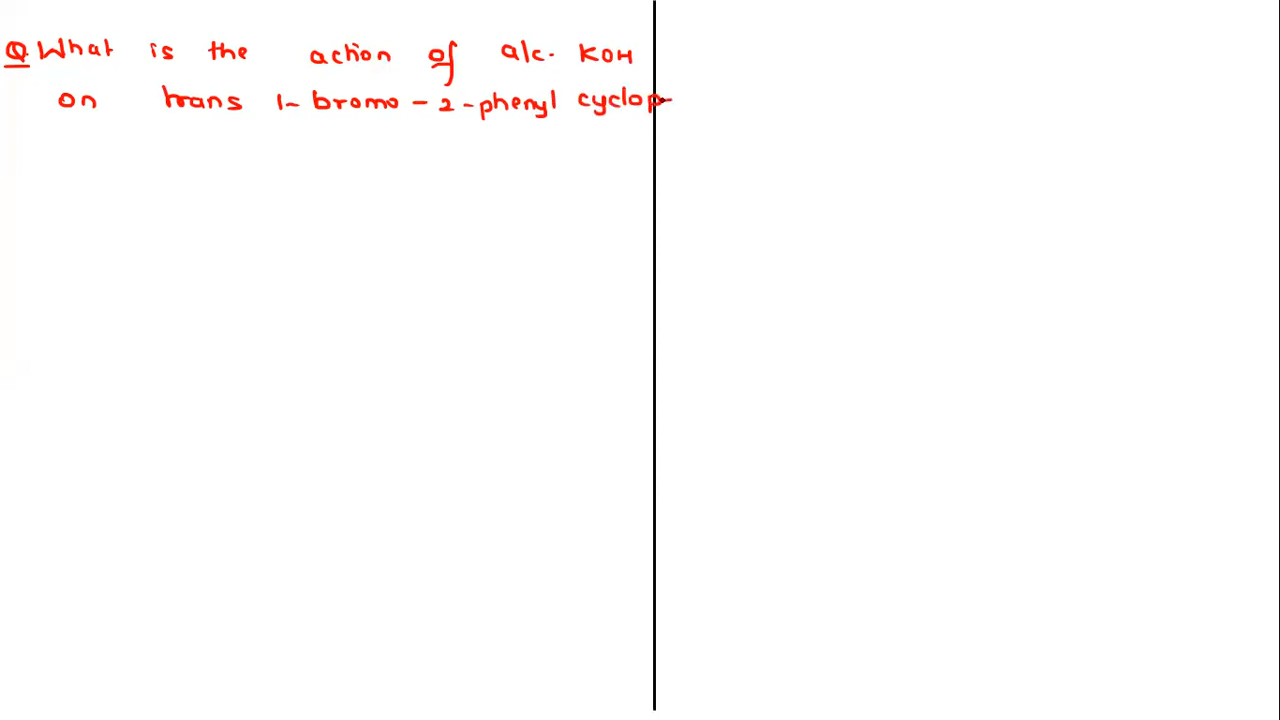 Q What is the action of alc. KOH
on trans 1-bromo-2-phenyl cyclop-